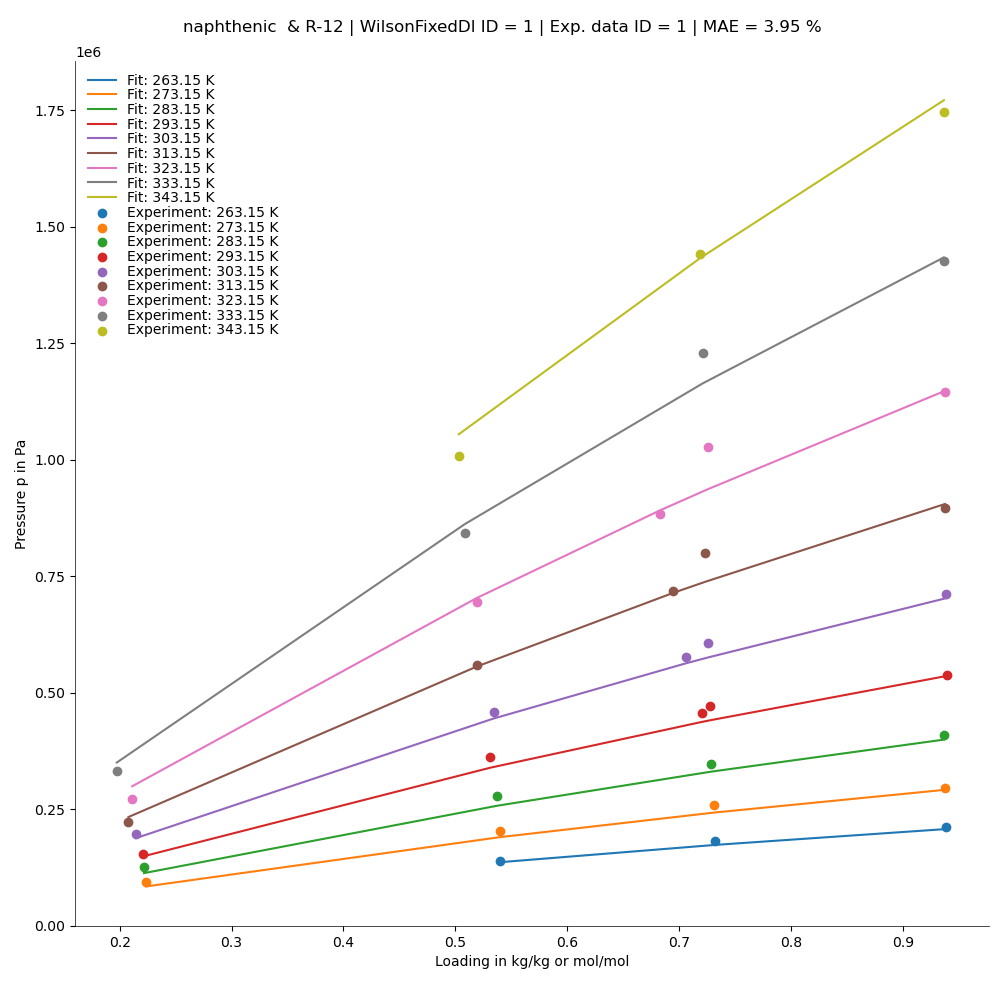 naphthenic  & R-12 | WilsonFixedDl ID = 1 | Exp. data ID = 1 | MAE = 3.95 %
1e6
Fit: 263.15 K
Fit: 273.15 K
Fit: 283.15 K
Fit: 293.15 K
Fit: 303.15 K
Fit: 313.15 K
Fit: 323.15 K
Fit: 333.15 K
Fit: 343.15 K
Experiment: 263.15 K
Experiment: 273.15 K
Experiment: 283.15 K
Experiment: 293.15 K
Experiment: 303.15 K
Experiment: 313.15 K
Experiment: 323.15 K
Experiment: 333.15 K
Experiment: 343.15 K
1.75
1.50
1.25
1.00
0.75
0.50
0.25
0.00
Pressure p in Pa
0.2 0.3 0.4 0.5 0.6 0.7 0.8 0.9
Loading in kg/kg or mol/mol